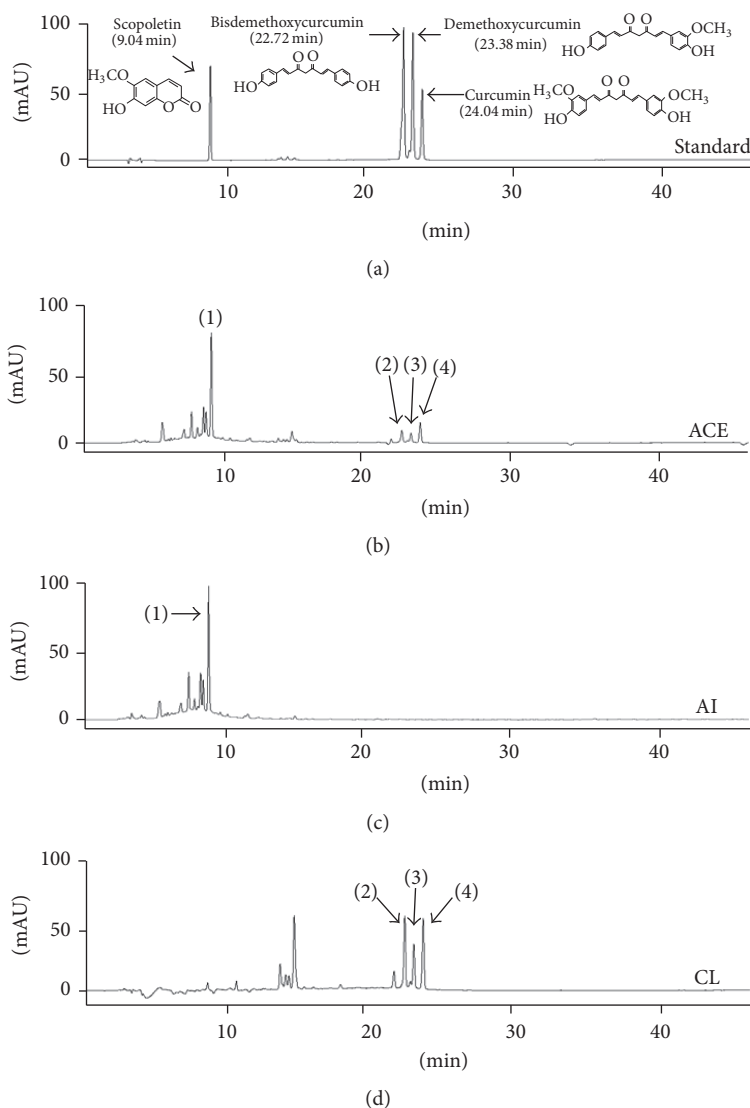 100
50
0
(mAU)
Scopoletin
(9.04 min)
H₃CO
HO
O
O
Bisdemethoxycurcumin
(22.72 min)
O O
HO
OH
Demethoxycurcumin
(23.38 min)
O O
OCH₃
HO
OH
Curcumin
(24.04 min)
H₃CO
O O
OCH₃
HO
OH
Standard
10 20 30 40
(min)
(a)
100
50
0
(mAU)
(1)
(2) (3) (4)
ACE
10 20 30 40
(min)
(b)
100
50
0
(mAU)
(1)
AI
10 20 30 40
(min)
(c)
100
50
0
(mAU)
(2) (3) (4)
CL
10 20 30 40
(min)
(d)